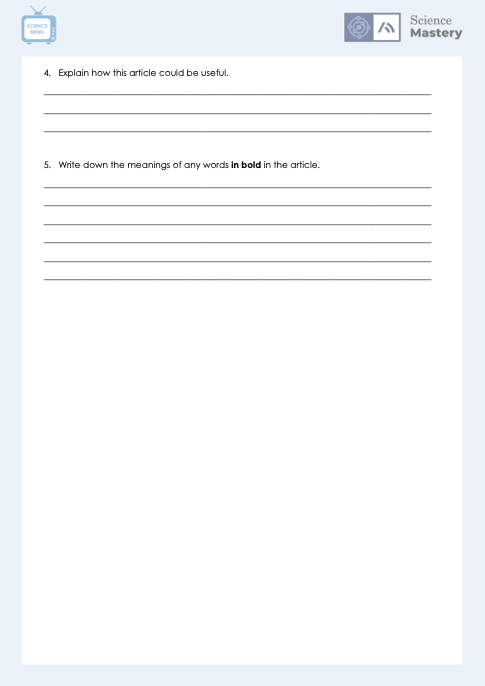 SCIENCE
NEWS
Science
Mastery
4. Explain how this article could be useful.
5. Write down the meanings of any words in bold in the article.